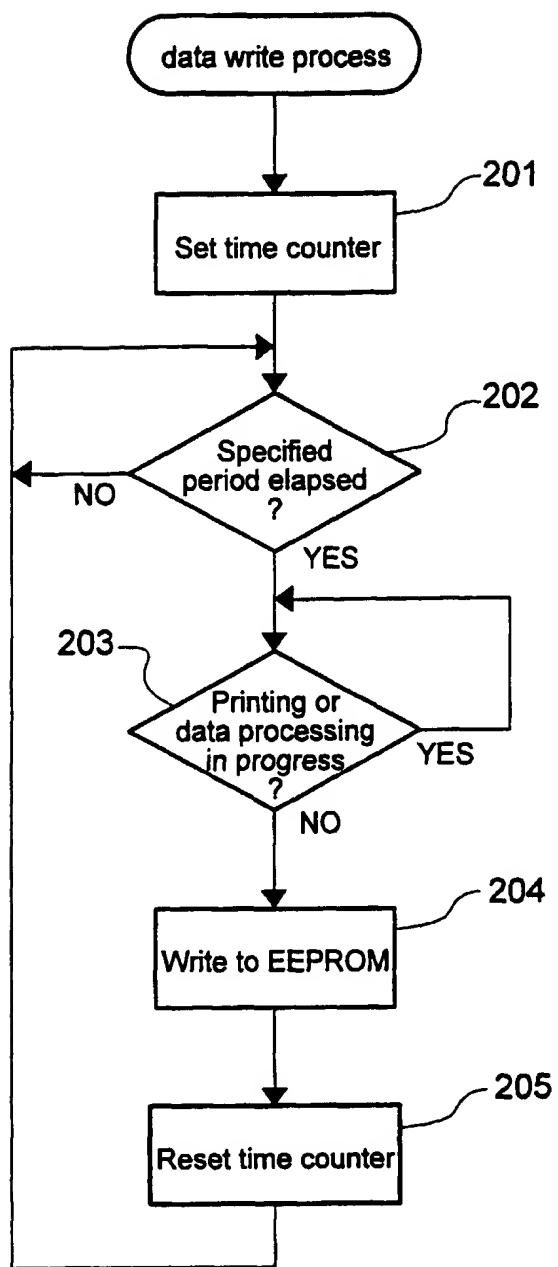 data write process
201
Set time counter
202
Specified
period elapsed
?
NO
YES
203
Printing or
data processing
in progress
?
YES
NO
204
Write to EEPROM
205
Reset time counter